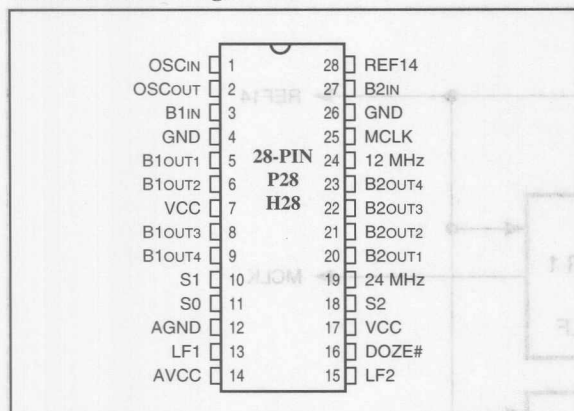 OSCIN 1 28 REF14
OSCOUT 2 27 B2IN
B1IN 3 26 GND
GND 4 25 MCLK
B1OUT1 5 28-PIN 24 12 MHz
B1OUT2 6 P28 23 B2OUT4
VCC 7 H28 22 B2OUT3
B1OUT3 8 21 B2OUT2
B1OUT4 9 20 B2OUT1
S1 10 19 24 MHz
S0 11 18 S2
AGND 12 17 VCC
LF1 13 16 DOZE#
AVCC 14 15 LF2
REF14
MCLK